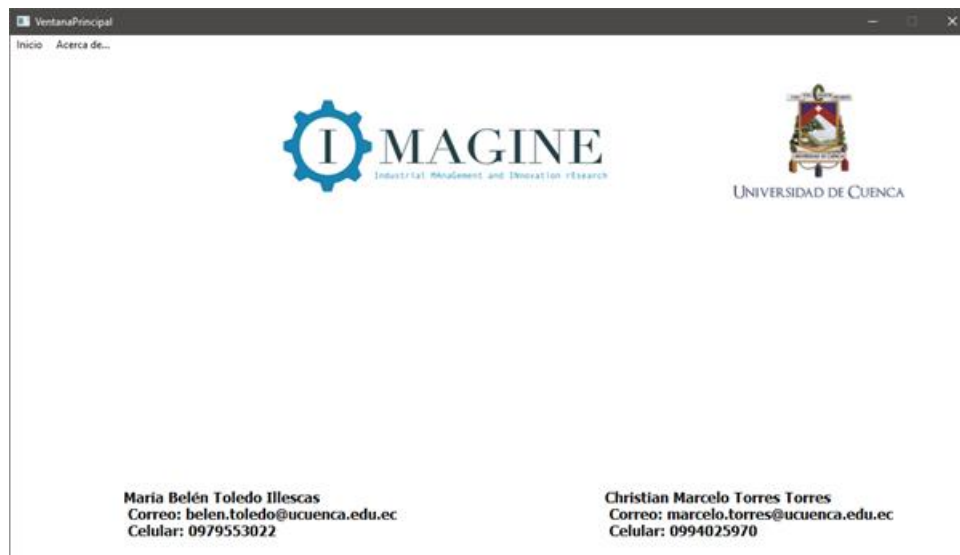 VentanaPrincipal
Inicio Acerca de...
I MAGINE
Industrial MAnaGement and INnovation rEsearch
UNIVERSIDAD DE CUENCA
María Belén Toledo Illescas
Correo: belen.toledo@ucuenca.edu.ec
Celular: 0979553022
Christian Marcelo Torres Torres
Correo: marcelo.torres@ucuenca.edu.ec
Celular: 0994025970